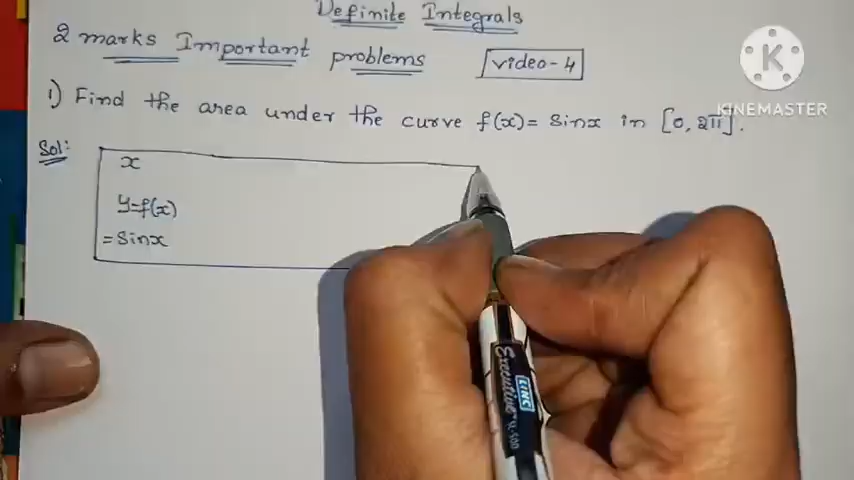 Definite Integrals
2 marks Important problems video-4
K
KINEMASTER
1) Find the area under the curve f(x) = Sinx in [0, 2π].
Sol:
x
y=f(x)
=Sinx
Executive
LINC